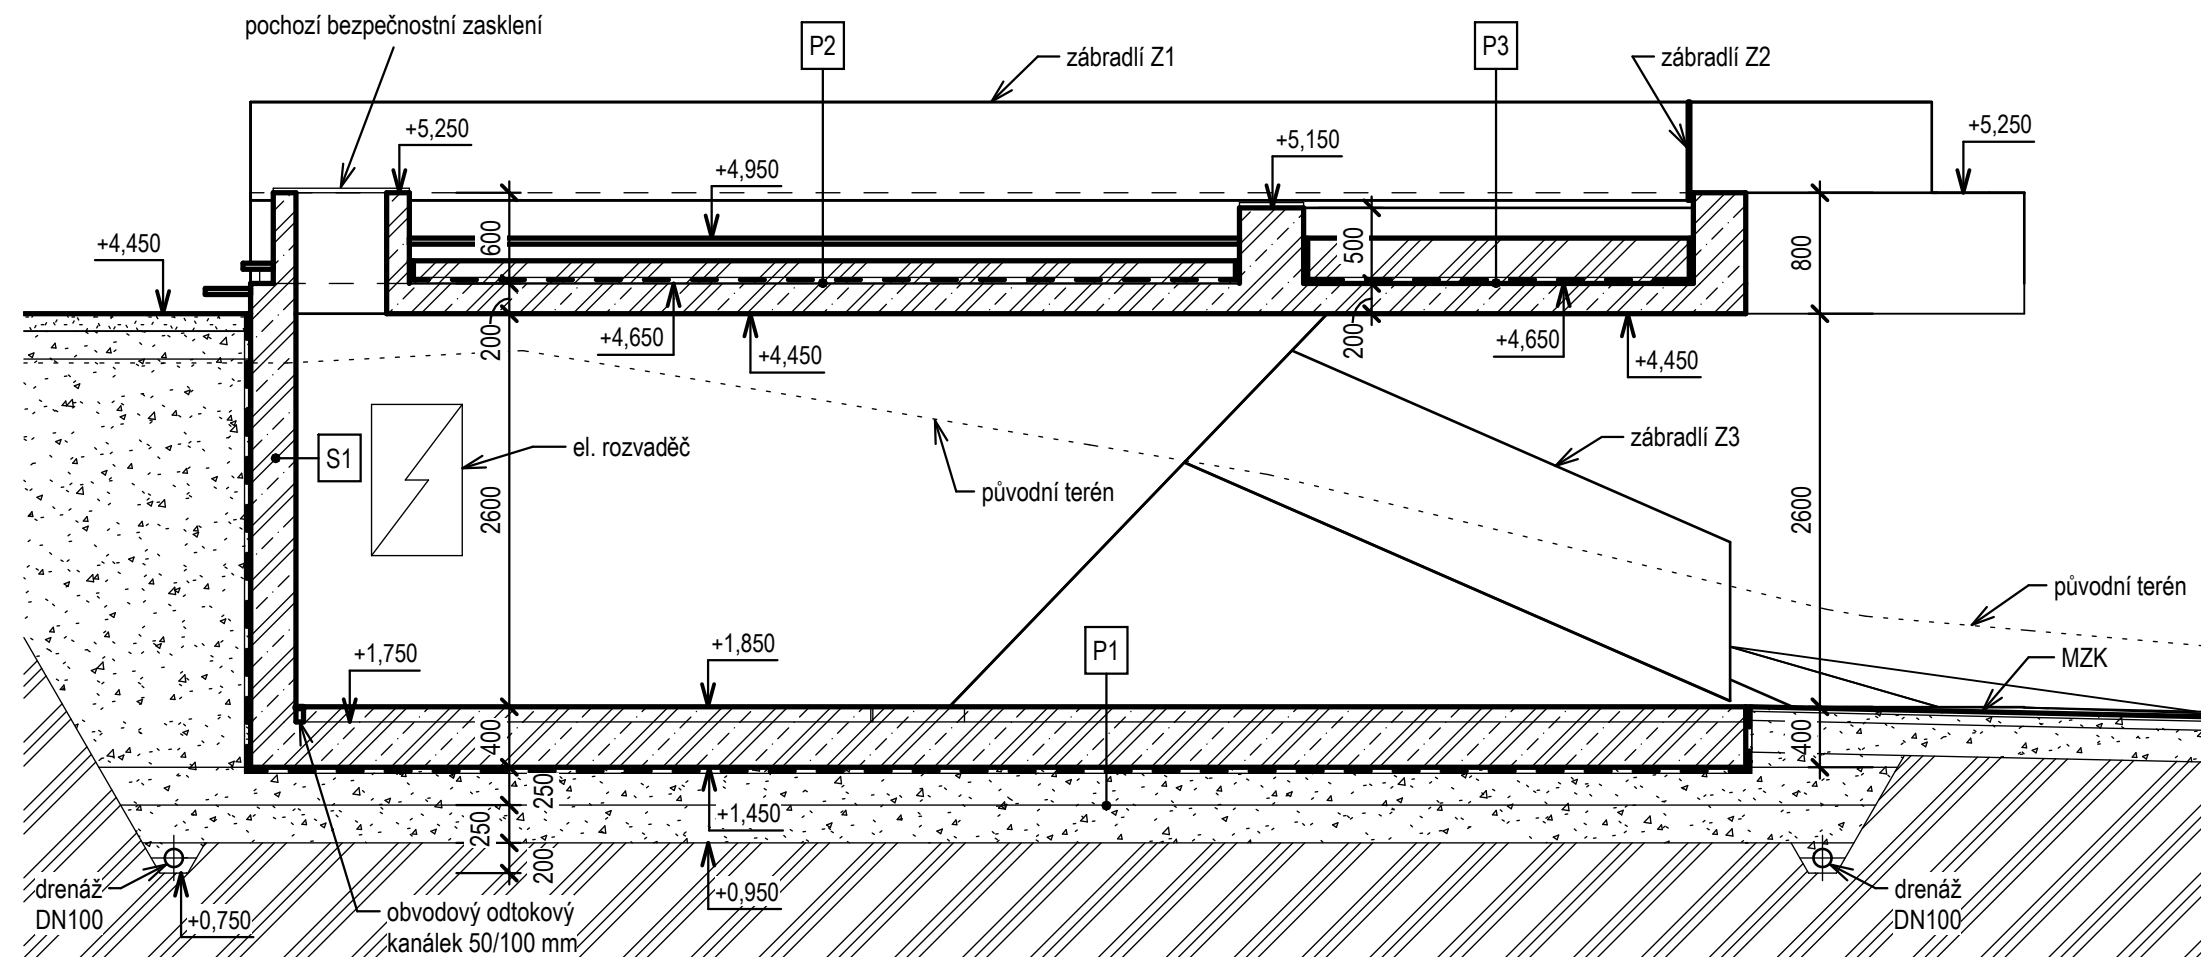 pochozí bezpečnostní zasklení
P2
zábradlí Z1
P3
zábradlí Z2
+5,250
+5,150
+5,250
+4,950
+4,450
600
500
800
200
+4,650
+4,450
200
+4,650
+4,450
S1
el. rozvaděč
2600
původní terén
zábradlí Z3
2600
původní terén
+1,750
+1,850
P1
MZK
400
400
250
+1,450
250
200
+0,950
drenáž
DN100
+0,750
obvodový odtokový
kanálek 50/100 mm
drenáž
DN100